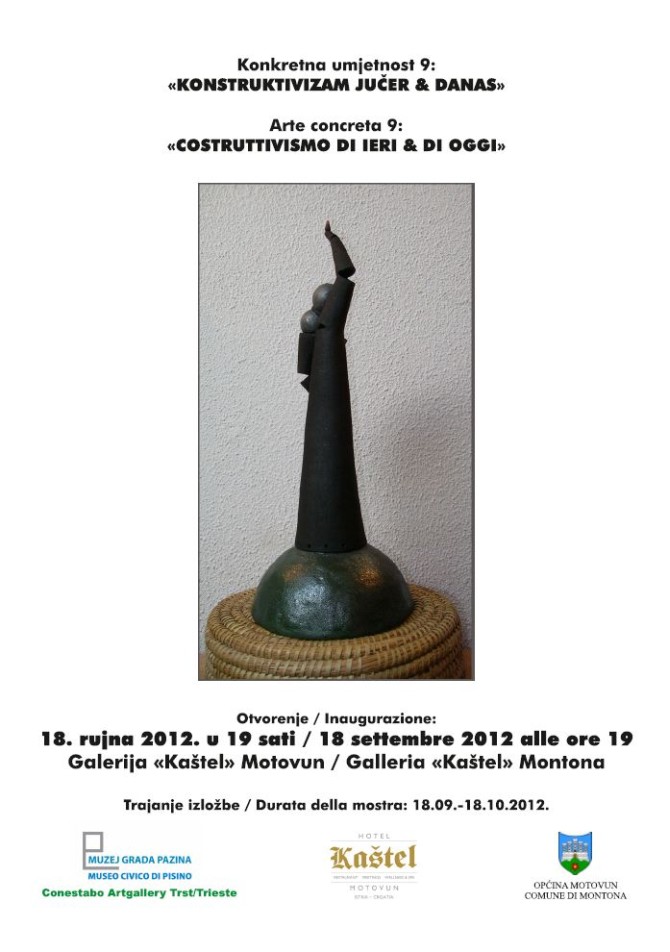 Konkretna umjetnost 9:
«KONSTRUKTIVIZAM JUČER & DANAS»
Arte concreta 9:
«COSTRUTTIVISMO DI IERI & DI OGGI»
Otvorenje / Inaugurazione:
18. rujna 2012. u 19 sati / 18 settembre 2012 alle ore 19
Galerija «Kaštel» Motovun / Galleria «Kaštel» Montona
Trajanje izložbe / Durata della mostra: 18.09.-18.10.2012.
MUZEJ GRADA PAZINA
MUSEO CIVICO DI PISINO
Conestabo Artgallery Trst/Trieste
HOTEL
Kaštel
MOTOVUN
ISTRA - CROATIA
OPĆINA MOTOVUN
COMUNE DI MONTONA